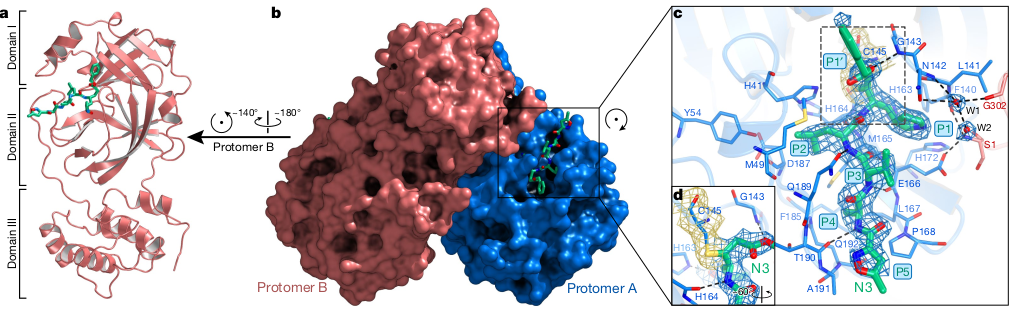 a
Domain I
Domain II
Domain III
~140°
~180°
Protomer B
b
Protomer B
Protomer A
c
G143
C145
P1′
N142
L141
H41
H163
F140
G302
W1
H164
Y54
P1
W2
P2
M165
S1
M49
D187
H172
P3
Q189
E166
d
G143
C145
F185
L167
P4
P168
H163
Q192
N3
T190
P5
H164
~60°
A191
N3